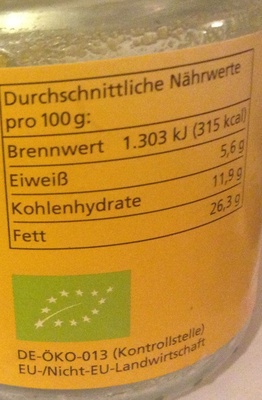 Durchschnittliche Nährwerte
pro 100 g:
Brennwert 1.303 kJ (315 kcal)
Eiweiß 5,6 g
Kohlenhydrate 11,9 g
Fett 26,3 g
DE-ÖKO-013 (Kontrollstelle)
EU-/Nicht-EU-Landwirtschaft